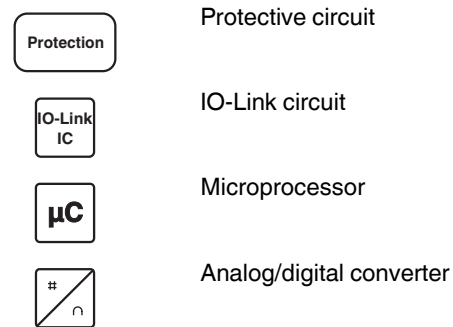 Protection
Protective circuit
IO-Link
IC
IO-Link circuit
µC
Microprocessor
#
∩
Analog/digital converter